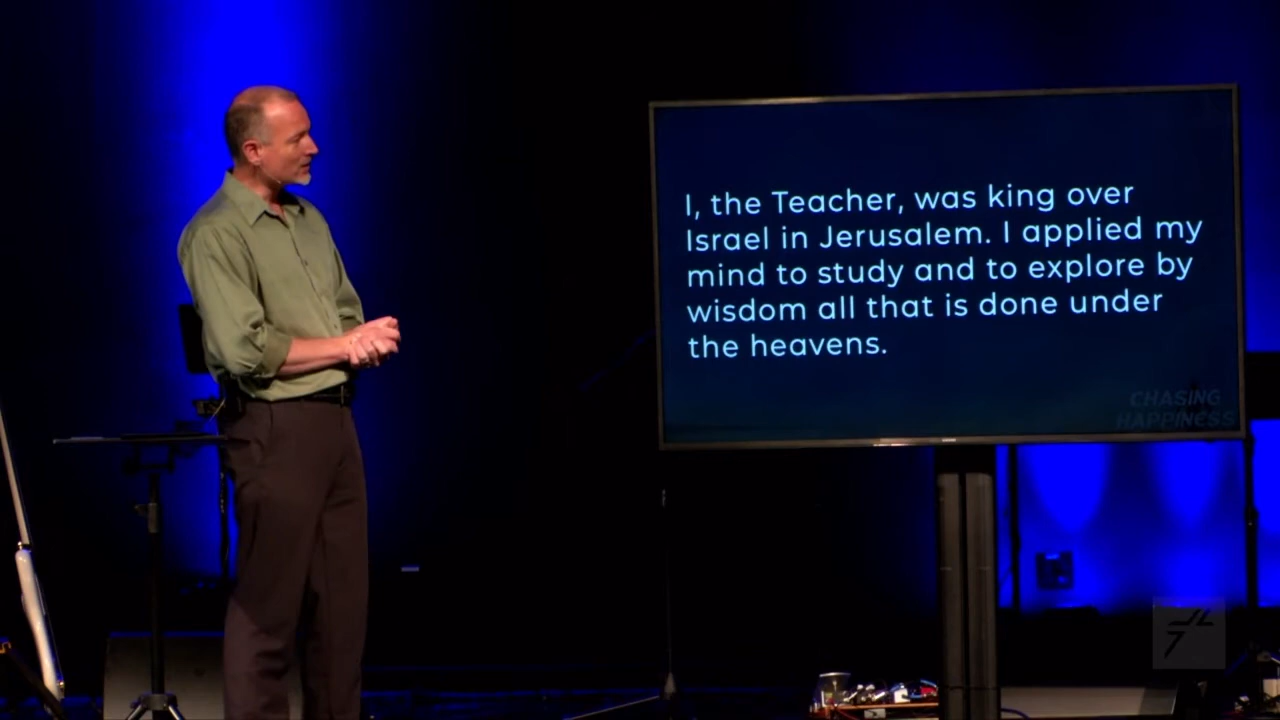 I, the Teacher, was king over
Israel in Jerusalem. I applied my
mind to study and to explore by
wisdom all that is done under
the heavens.
CHASING
HAPPINESS